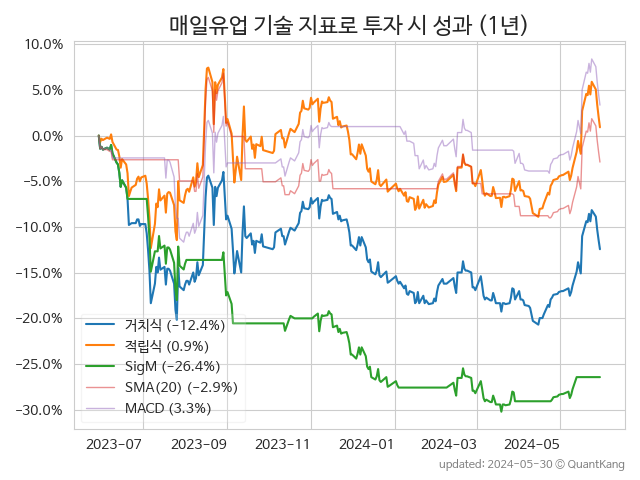 매일유업 기술 지표로 투자 시 성과 (1년)
10.0%
5.0%
0.0%
−5.0%
−10.0%
−15.0%
−20.0%
−25.0%
−30.0%
거치식 (−12.4%)
적립식 (0.9%)
SigM (−26.4%)
SMA(20) (−2.9%)
MACD (3.3%)
2023−07 2023−09 2023−11 2024−01 2024−03 2024−05
updated: 2024−05−30 ⓒ QuantKang